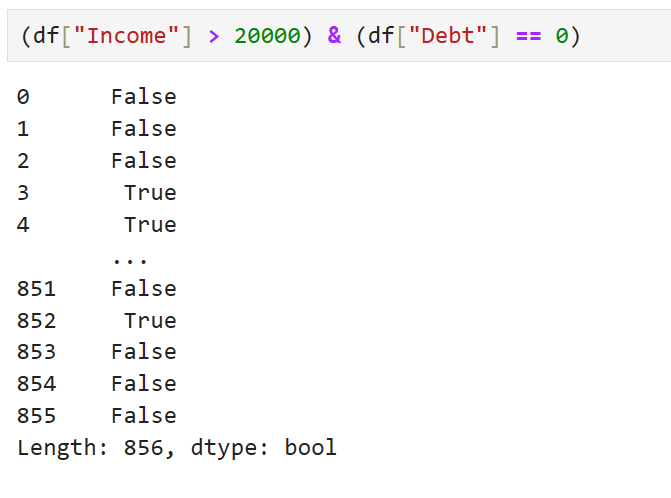 (df["Income"] > 20000) & (df["Debt"] == 0)
0      False
1      False
2      False
3       True
4       True
       ...
851    False
852     True
853    False
854    False
855    False
Length: 856, dtype: bool